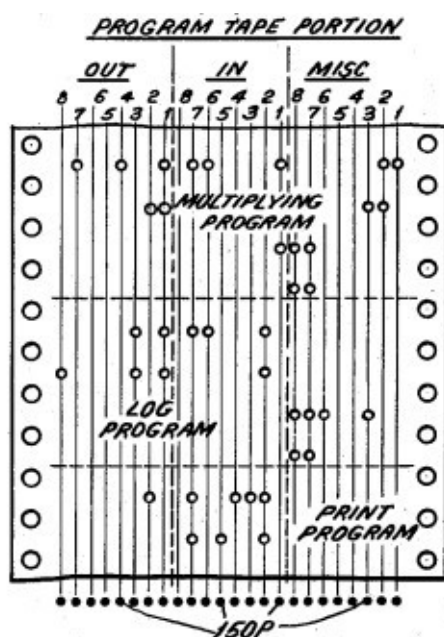 PROGRAM TAPE PORTION
OUT IN MISC
8 6 4 2 8 6 4 2 8 6 4 2
7 5 3 1 7 5 3 1 7 5 3 1
MULTIPLYING
PROGRAM
LOG
PROGRAM
PRINT
PROGRAM
150P